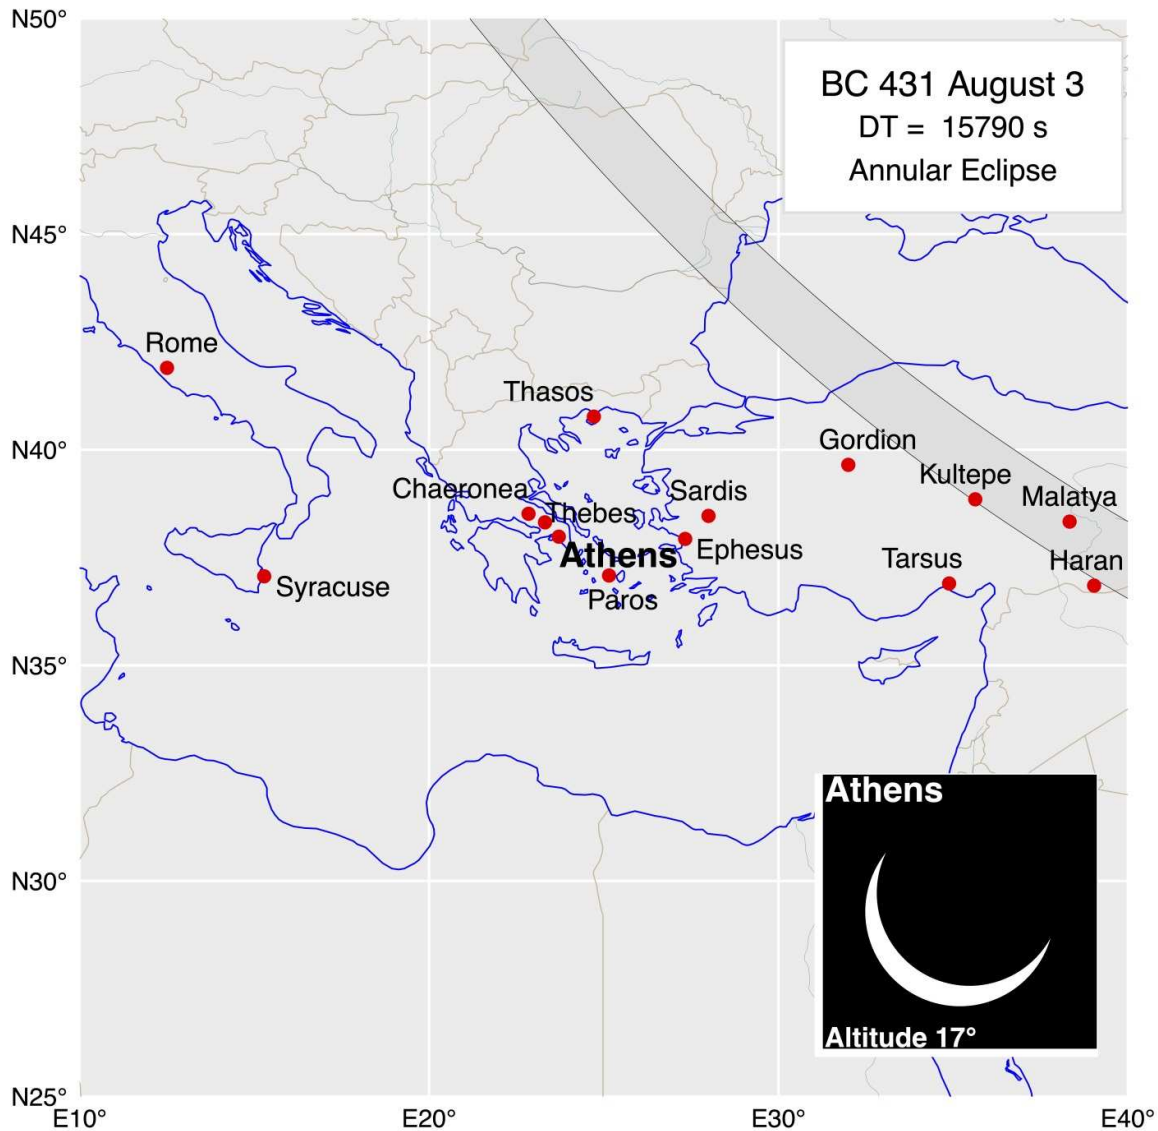 N50°
BC 431 August 3
DT = 15790 s
Annular Eclipse
N45°
Rome
Thasos
N40°
Gordion
Kultepe
Chaeronea
Sardis
Malatya
Thebes
Athens
Ephesus
Tarsus
Haran
Syracuse
Paros
N35°
Athens
N30°
Altitude 17°
N25°
E10°
E20°
E30°
E40°